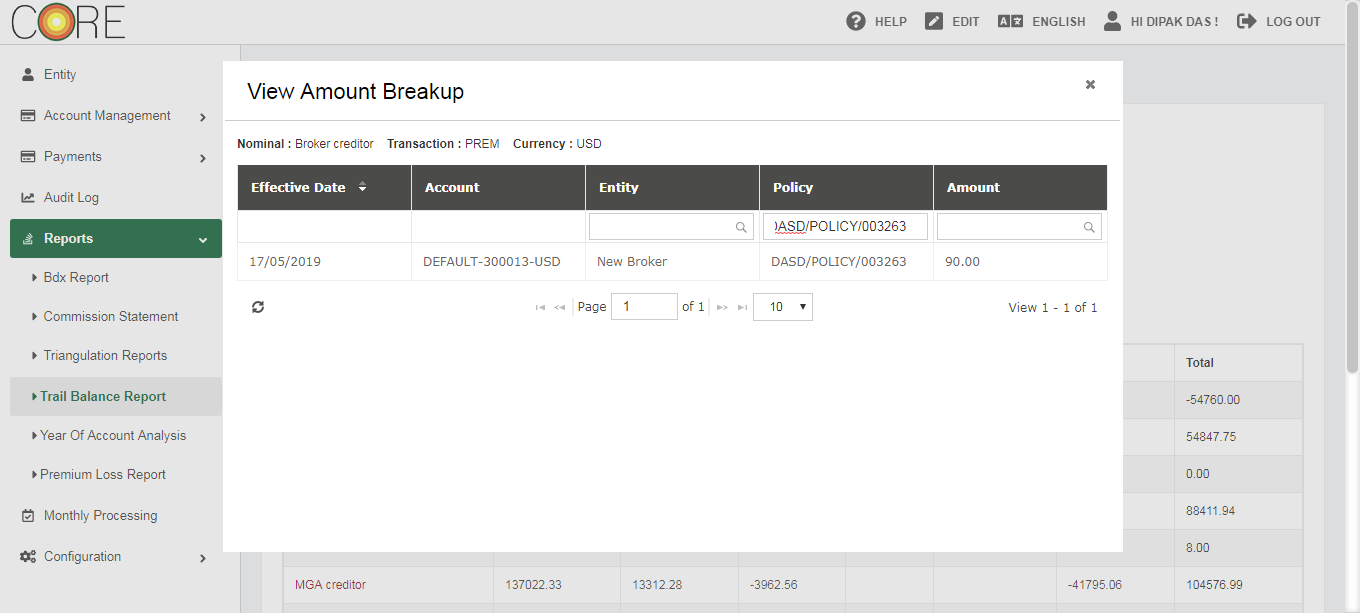 CORE
HELP EDIT ENGLISH HI DIPAK DAS ! LOG OUT
Entity
Account Management
Payments
Audit Log
Reports
Bdx Report
Commission Statement
Triangulation Reports
Trail Balance Report
Year Of Account Analysis
Premium Loss Report
Monthly Processing
Configuration
View Amount Breakup
Nominal : Broker creditor Transaction : PREM Currency : USD
Effective Date Account Entity Policy Amount
DASD/POLICY/003263
17/05/2019 DEFAULT-300013-USD New Broker DASD/POLICY/003263 90.00
Page 1 of 1 10 View 1 - 1 of 1
Total
-54760.00
54847.75
0.00
88411.94
8.00
MGA creditor 137022.33 13312.28 -3962.56 -41795.06 104576.99